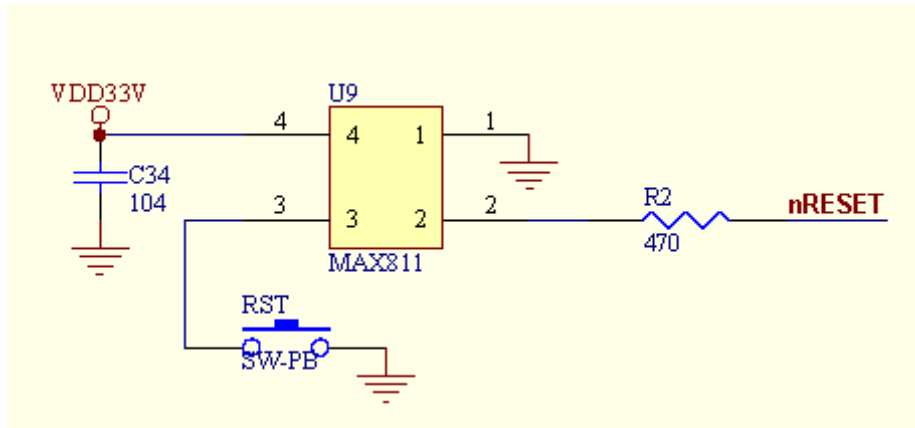 VDD33V
U9
4
4
1
1
C34
104
3
3
2
2
R2
nRESET
470
MAX811
RST
SW-PB